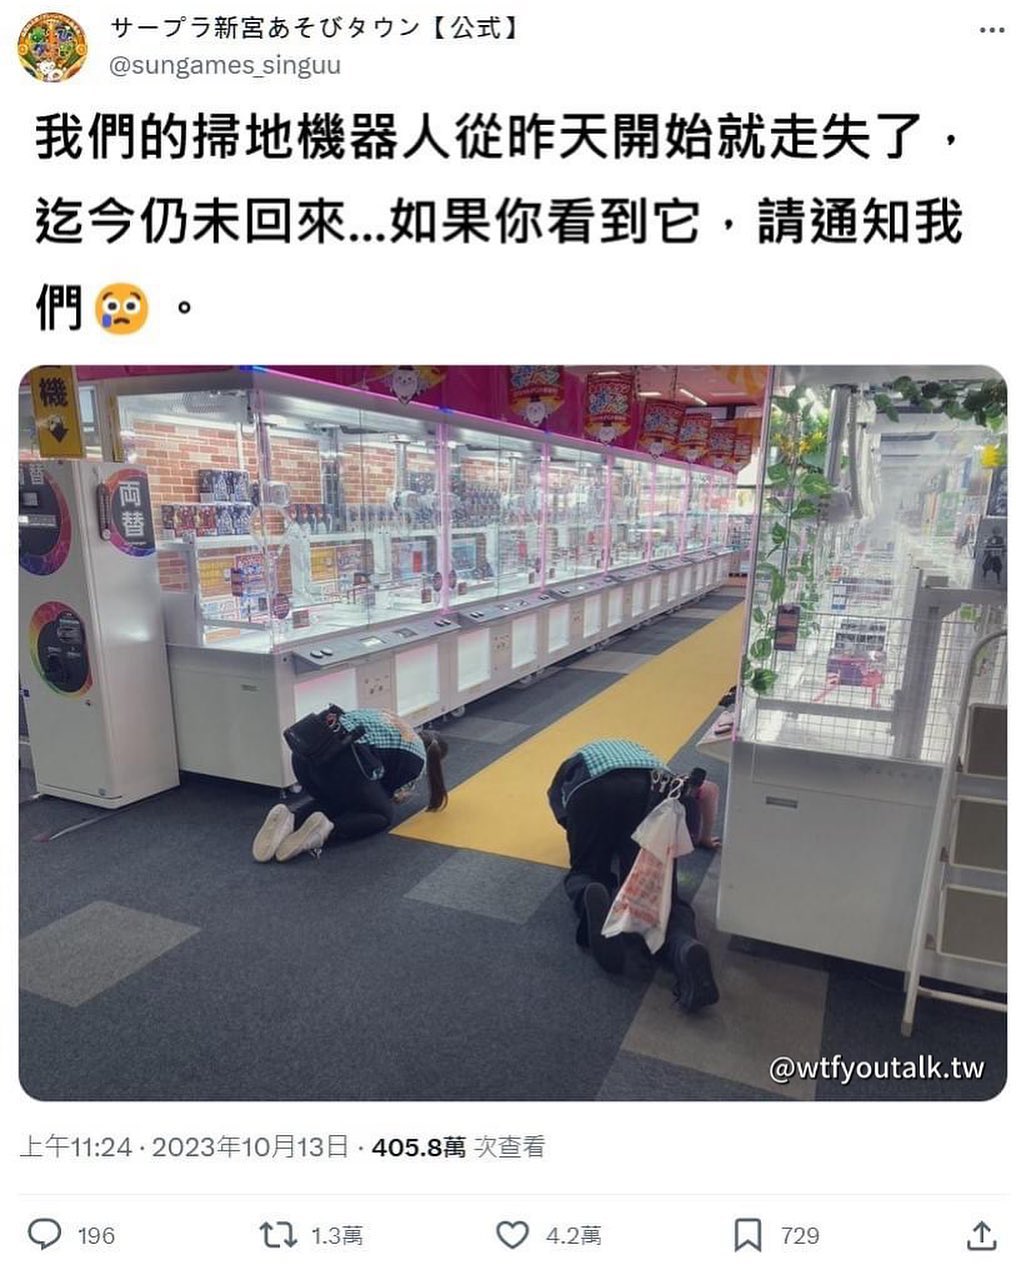 サープラ新宮あそびタウン【公式】
@sungames_singuu
我們的掃地機器人從昨天開始就走失了，
迄今仍未回來...如果你看到它，請通知我
們😢。
機
両替
@wtfyoutalk.tw
上午11:24 · 2023年10月13日 · 405.8萬 次查看
196 1.3萬 4.2萬 729